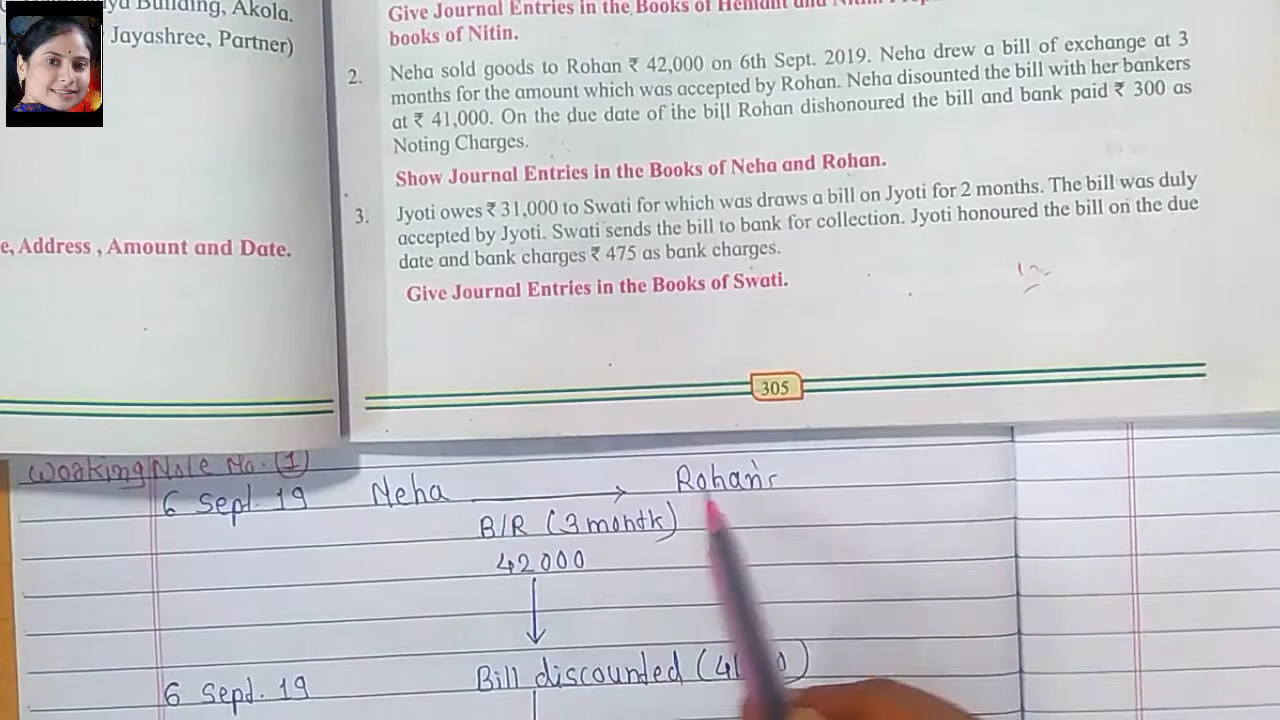 Building, Akola.
Jayashree, Partner)
e, Address , Amount and Date.
Give Journal Entries in the Books of Hemant and
books of Nitin.
2. Neha sold goods to Rohan ₹ 42,000 on 6th Sept. 2019. Neha drew a bill of exchange at 3
months for the amount which was accepted by Rohan. Neha disounted the bill with her bankers
at ₹ 41,000. On the due date of the bill Rohan dishonoured the bill and bank paid ₹ 300 as
Noting Charges.
Show Journal Entries in the Books of Neha and Rohan.
3. Jyoti owes ₹ 31,000 to Swati for which was draws a bill on Jyoti for 2 months. The bill was duly
accepted by Jyoti. Swati sends the bill to bank for collection. Jyoti honoured the bill on the due
date and bank charges ₹ 475 as bank charges.
Give Journal Entries in the Books of Swati.
305
Working Note No. (1)
6 Sept. 19 Neha Rohan's
B/R (3 month)
42000
6 Sept. 19 Bill discounted